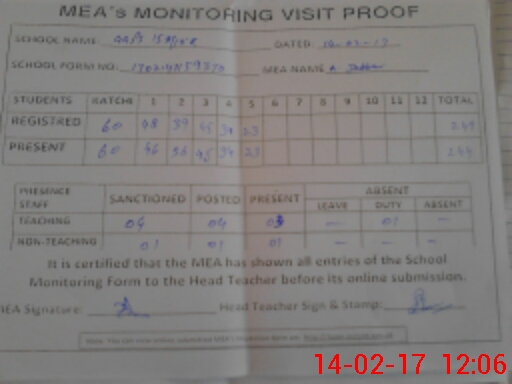 MEA's MONITORING VISIT PROOF
SCHOOL NAME: DATED: 14-02-17
SCHOOL FORM NO. MEA NAME
STUDENTS KATCHI 1 2 3 4 5 6 7 8 9 10 11 12 TOTAL
REGISTRED 60 48 39 45 34 23 249
PRESENT 60 46 36 45 34 23 244
PRESENCE STAFF SANCTIONED POSTED PRESENT ABSENT
LEAVE DUTY ABSENT
TEACHING 04 04 03 — 01 —
NON-TEACHING 01 01 01 — — —
It is certified that the MEA has shown all entries of the School
Monitoring Form to the Head Teacher before its online submission.
MEA Signature: Head Teacher Sign & Stamp:
14-02-17 12:06